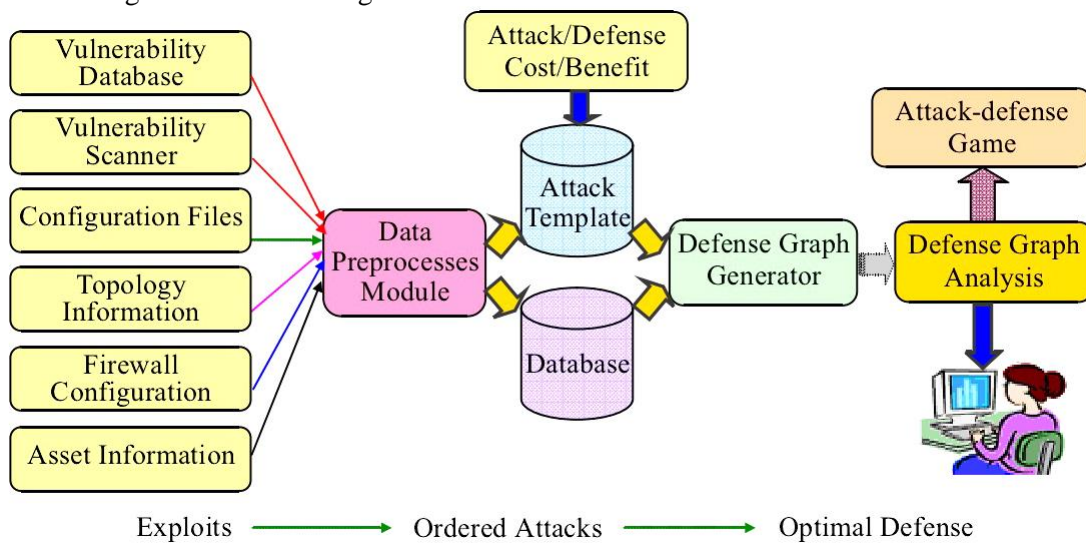 Vulnerability
Database
Vulnerability
Scanner
Configuration Files
Topology
Information
Firewall
Configuration
Asset Information
Data
Preprocesses
Module
Attack/Defense
Cost/Benefit
Attack
Template
Database
Defense Graph
Generator
Attack-defense
Game
Defense Graph
Analysis
Exploits
Ordered Attacks
Optimal Defense